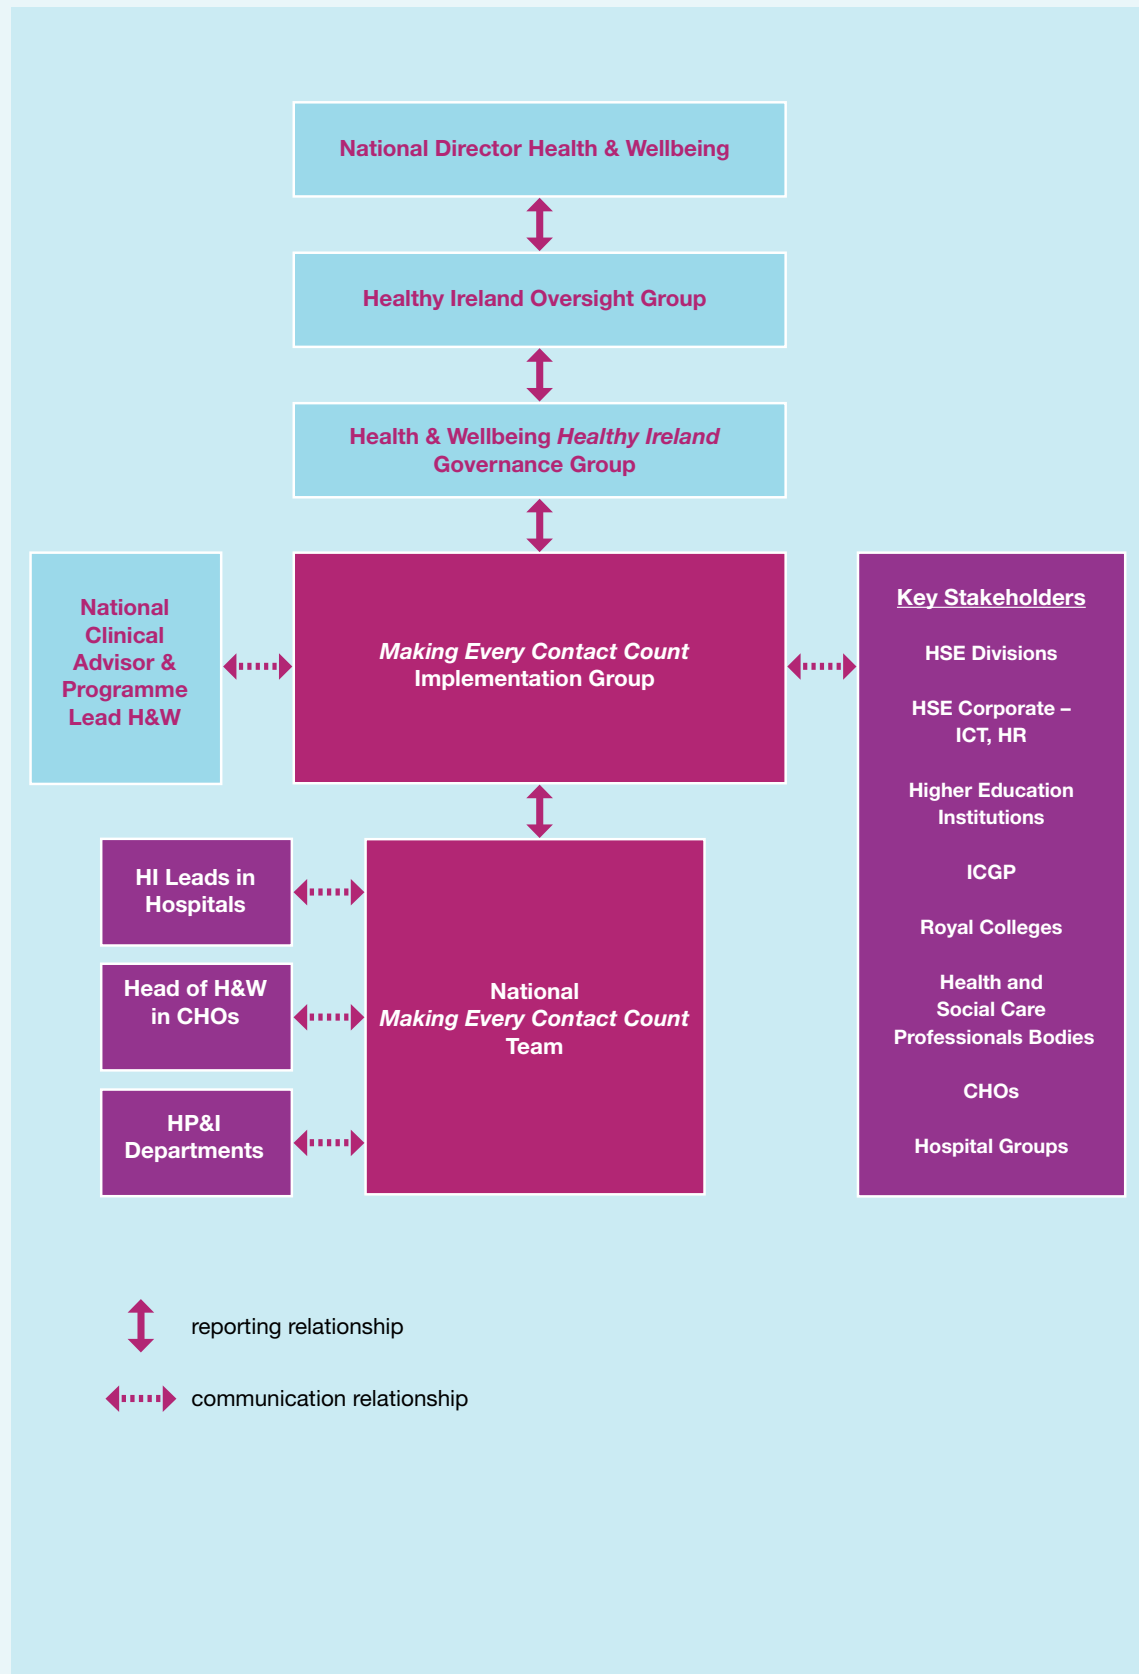 National Director Health & Wellbeing
Healthy Ireland Oversight Group
Health & Wellbeing Healthy Ireland
Governance Group
National
Clinical
Advisor &
Programme
Lead H&W
Making Every Contact Count
Implementation Group
Key Stakeholders
HSE Divisions
HSE Corporate –
ICT, HR
Higher Education
Institutions
ICGP
Royal Colleges
Health and
Social Care
Professionals Bodies
CHOs
Hospital Groups
HI Leads in
Hospitals
Head of H&W
in CHOs
HP&I
Departments
National
Making Every Contact Count
Team
reporting relationship
communication relationship